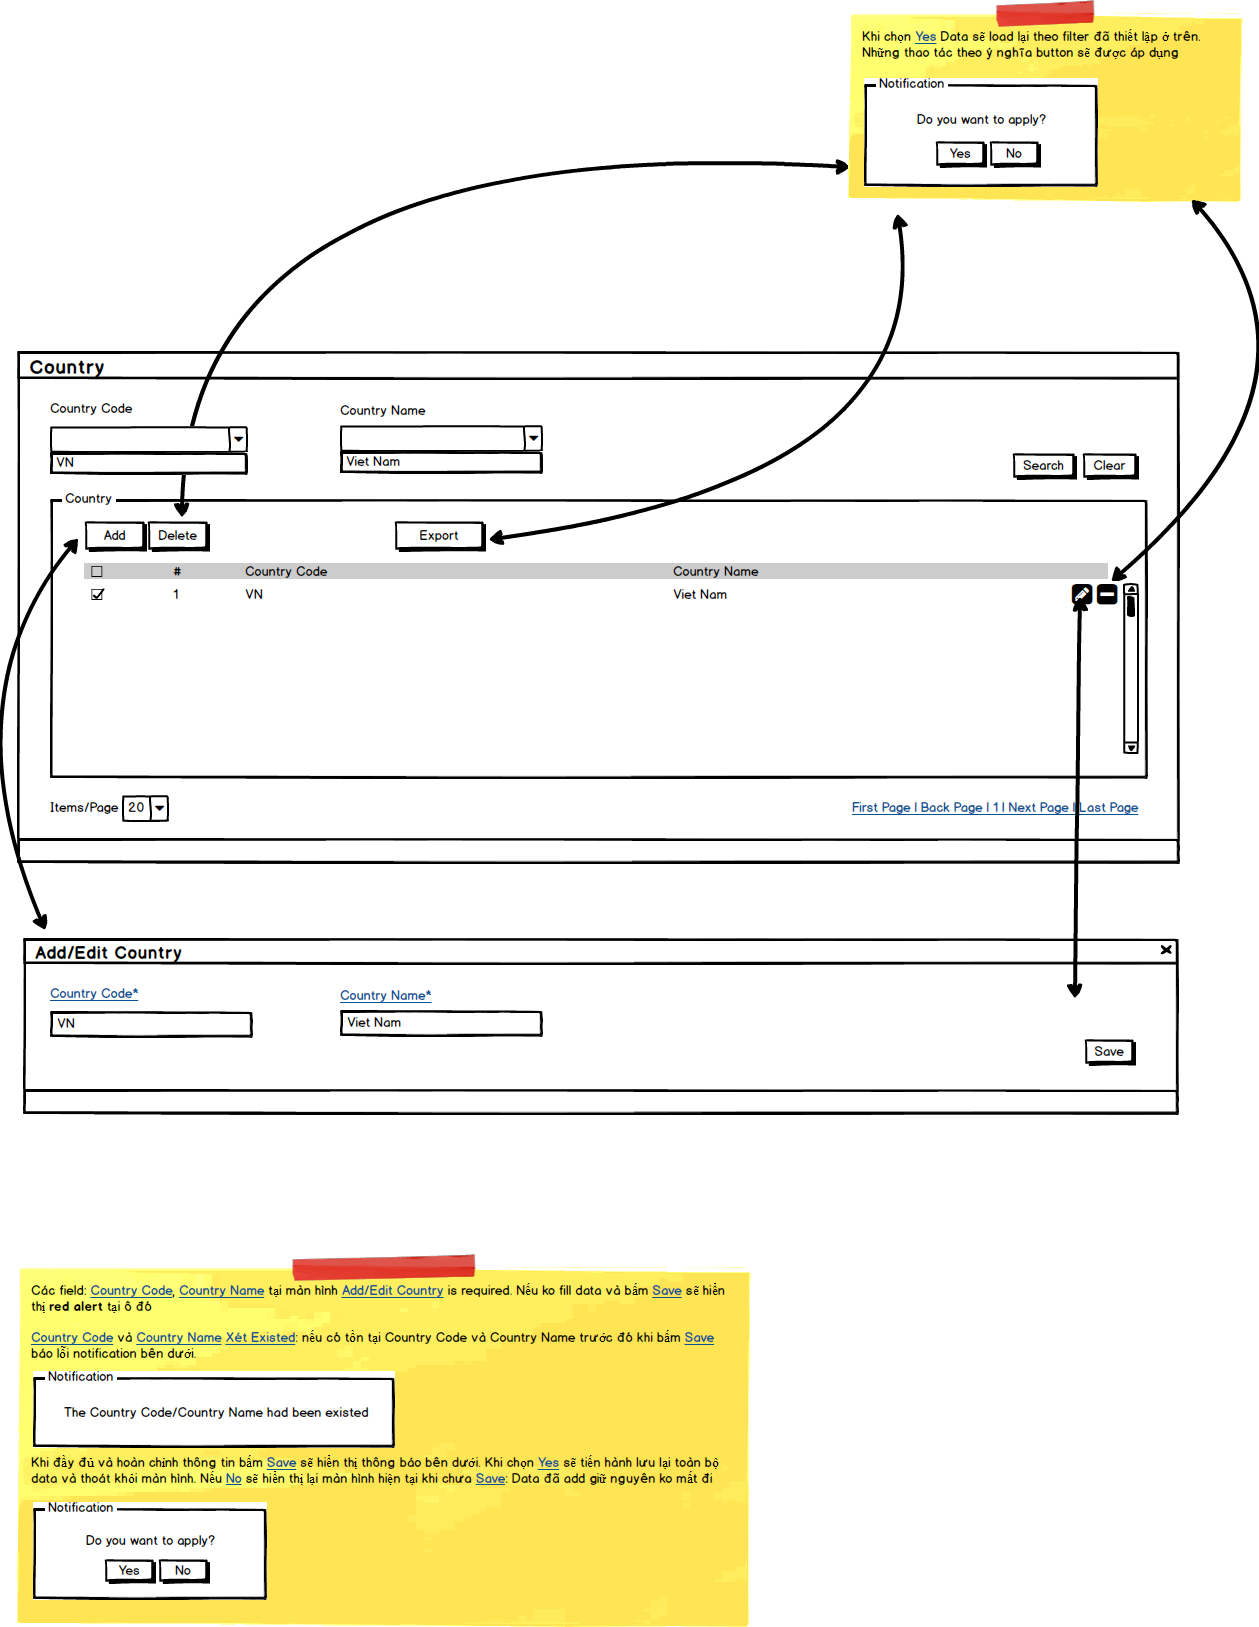 Khi chọn Yes Data sẽ load lại theo filter đã thiết lập ở trên.
Những thao tác theo ý nghĩa button sẽ được áp dụng
Notification
Do you want to apply?
Yes No
Country
Country Code Country Name
VN Viet Nam
Search Clear
Country
Add Delete Export
# Country Code Country Name
1 VN Viet Nam
Items/Page 20 First Page | Back Page | 1 | Next Page | Last Page
Add/Edit Country
Country Code* Country Name*
VN Viet Nam
Save
Các field: Country Code, Country Name tại màn hình Add/Edit Country is required. Nếu ko fill data và bấm Save sẽ hiển
thị red alert tại ô đó
Country Code và Country Name Xét Existed: nếu có tồn tại Country Code và Country Name trước đó khi bấm Save
báo lỗi notification bên dưới.
Notification
The Country Code/Country Name had been existed
Khi đầy đủ và hoàn chỉnh thông tin bấm Save sẽ hiển thị thông báo bên dưới. Khi chọn Yes sẽ tiến hành lưu lại toàn bộ
data và thoát khỏi màn hình. Nếu No sẽ hiển thị lại màn hình hiện tại khi chưa Save: Data đã add giữ nguyên ko mất đi
Notification
Do you want to apply?
Yes No